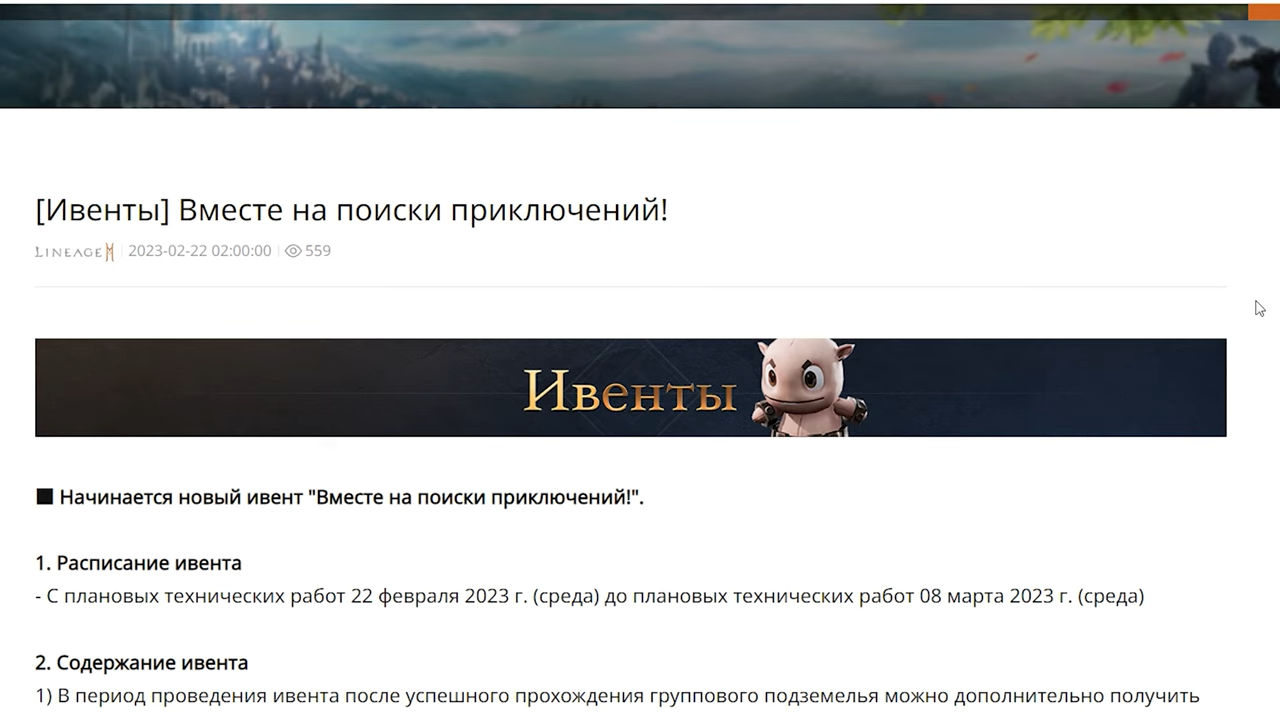 [Ивенты] Вместе на поиски приключений!
LINEAGE M 2023-02-22 02:00:00 559
Ивенты
■ Начинается новый ивент "Вместе на поиски приключений!".
1. Расписание ивента
- С плановых технических работ 22 февраля 2023 г. (среда) до плановых технических работ 08 марта 2023 г. (среда)
2. Содержание ивента
1) В период проведения ивента после успешного прохождения группового подземелья можно дополнительно получить